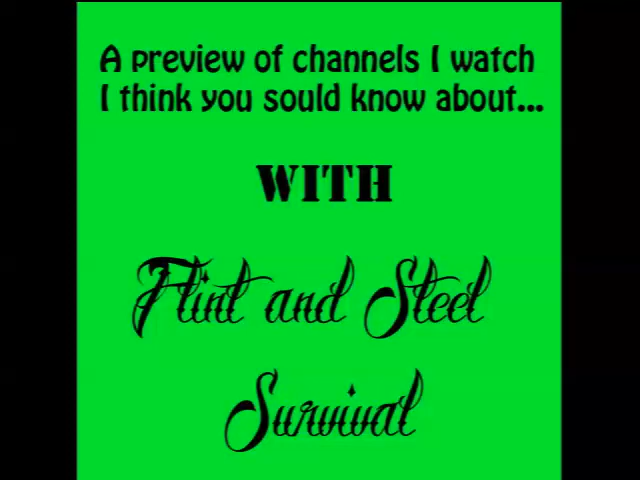 A preview of channels I watch
I think you sould know about...
WITH
Flint and Steel
Survival